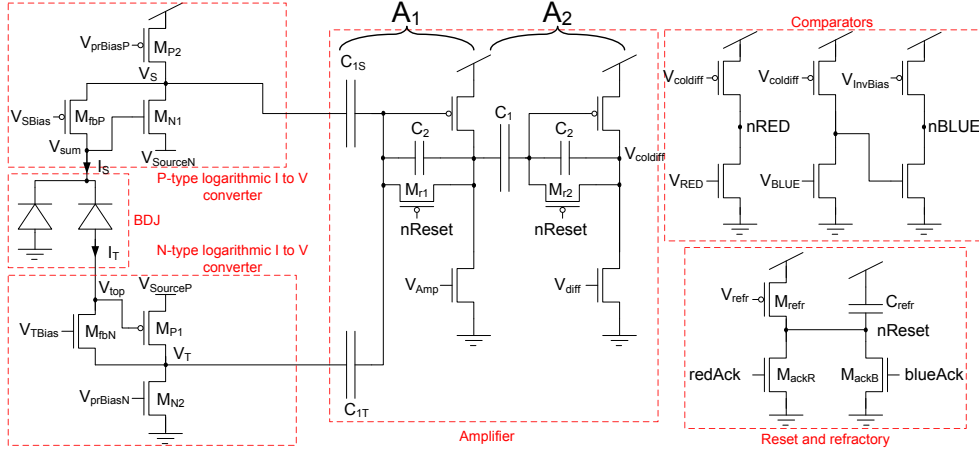 A1
A2
Comparators
VprBiasP
MP2
VS
C1S
VSBias
MfbP
MN1
Vsum
VSourceN
IS
P-type logarithmic I to V
converter
BDJ
N-type logarithmic I to V
converter
IT
Vtop
VSourceP
VTBias
MfbN
MP1
VT
VprBiasN
MN2
C1T
C2
Mr1
nReset
VAmp
C1
C2
Mr2
nReset
Vcoldiff
Vdiff
Amplifier
Vcoldiff
nRED
VRED
Vcoldiff
VBLUE
VInvBias
nBLUE
Vrefr
Mrefr
Crefr
nReset
redAck
MackR
MackB
blueAck
Reset and refractory